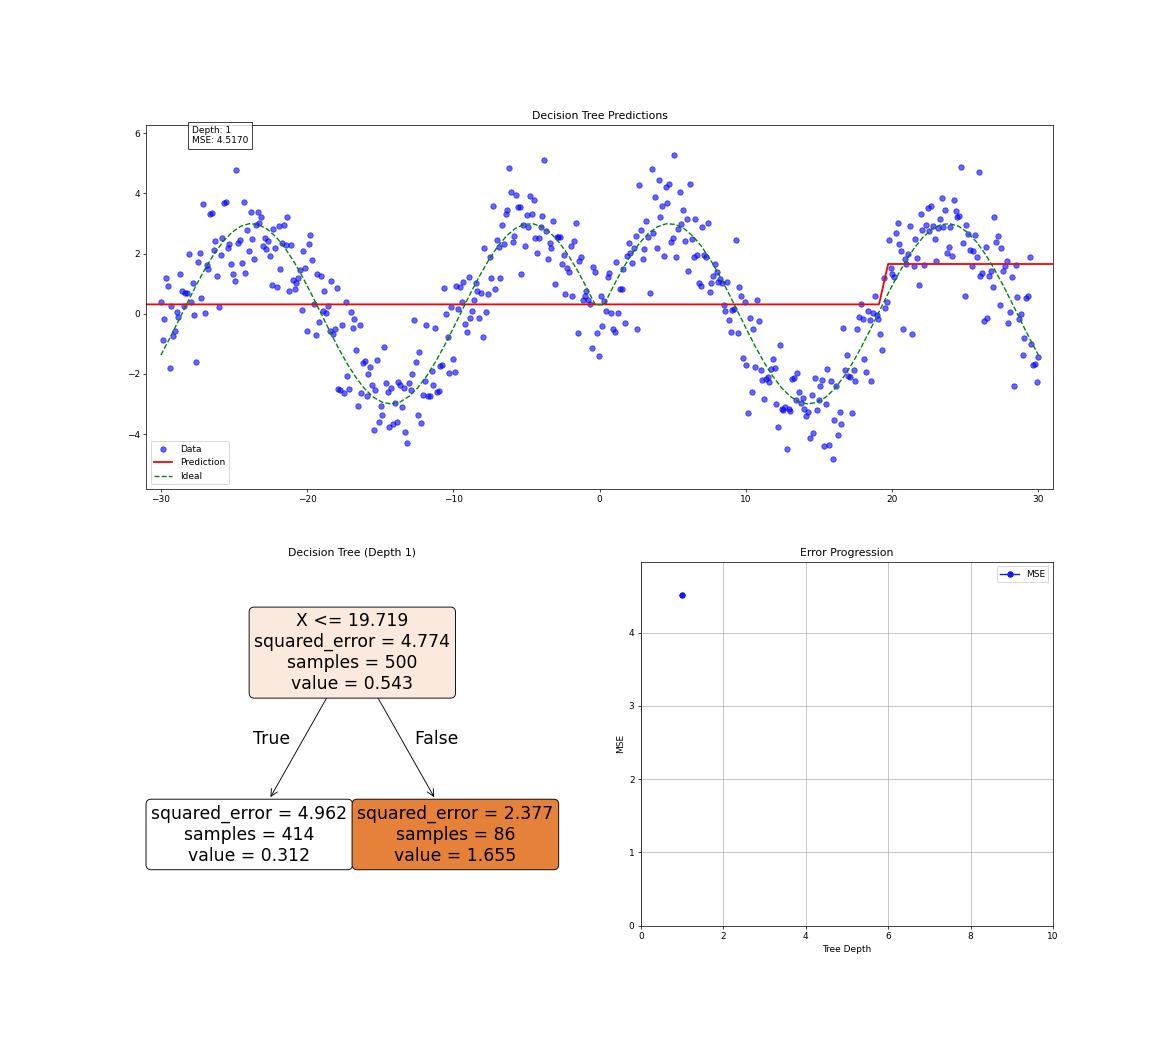 Decision Tree Predictions
Depth: 1
MSE: 4.5170
6
4
2
0
−2
−4
Data
Prediction
Ideal
−30
−20
−10
0
10
20
30
Decision Tree (Depth 1)
X <= 19.719
squared_error = 4.774
samples = 500
value = 0.543
True
False
squared_error = 4.962
samples = 414
value = 0.312
squared_error = 2.377
samples = 86
value = 1.655
Error Progression
MSE
4
3
2
1
0
MSE
0
2
4
6
8
10
Tree Depth